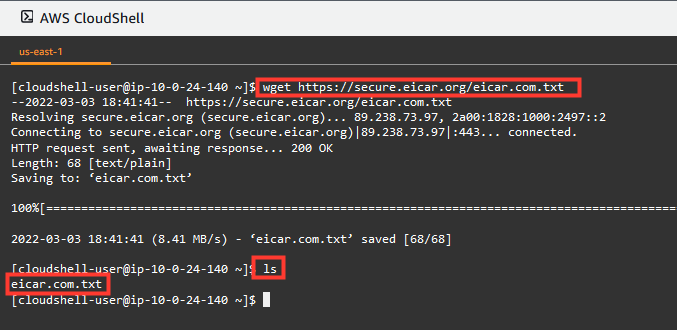 AWS CloudShell
us-east-1
[cloudshell-user@ip-10-0-24-140 ~]$ wget https://secure.eicar.org/eicar.com.txt
--2022-03-03 18:41:41--  https://secure.eicar.org/eicar.com.txt
Resolving secure.eicar.org (secure.eicar.org)... 89.238.73.97, 2a00:1828:1000:2497::2
Connecting to secure.eicar.org (secure.eicar.org)|89.238.73.97|:443... connected.
HTTP request sent, awaiting response... 200 OK
Length: 68 [text/plain]
Saving to: ‘eicar.com.txt’
100%[======================================================================================
2022-03-03 18:41:41 (8.41 MB/s) - ‘eicar.com.txt’ saved [68/68]
[cloudshell-user@ip-10-0-24-140 ~]$ ls
eicar.com.txt
[cloudshell-user@ip-10-0-24-140 ~]$